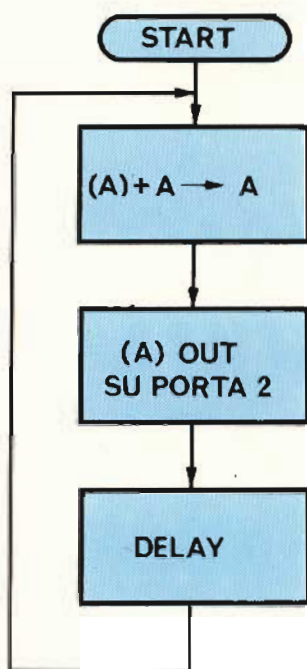 START
(A) + A → A
(A) OUT
SU PORTA 2
DELAY